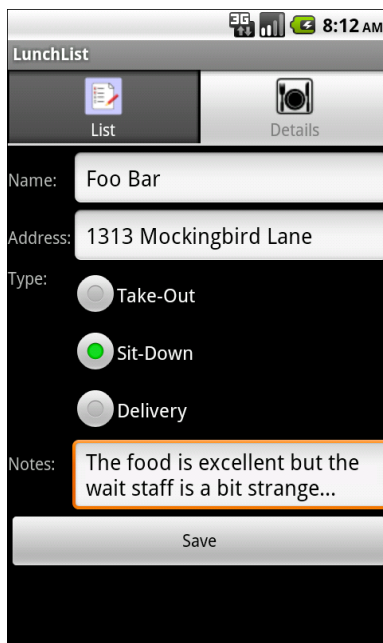 3G 8:12 AM
LunchList
List Details
Name: Foo Bar
Address: 1313 Mockingbird Lane
Type:
Take-Out
Sit-Down
Delivery
Notes: The food is excellent but the
wait staff is a bit strange...
Save